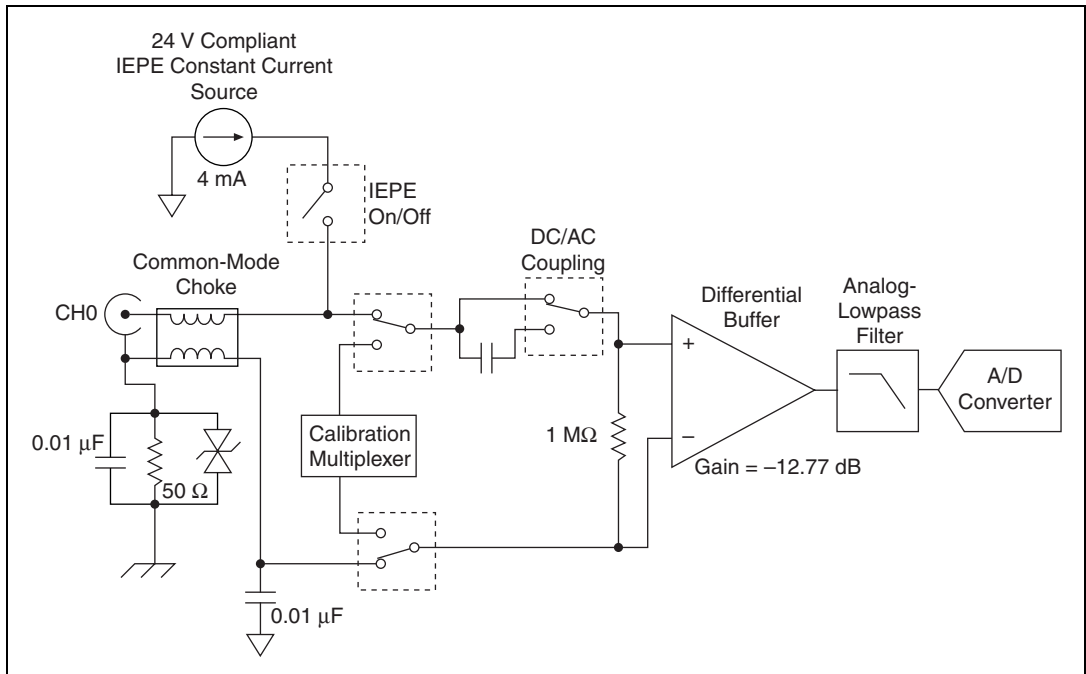 24 V Compliant
IEPE Constant Current
Source
4 mA
IEPE
On/Off
DC/AC
Coupling
Common-Mode
Choke
CH0
Differential
Buffer
Analog-
Lowpass
Filter
+
A/D
Converter
−
1 MΩ
Gain = –12.77 dB
Calibration
Multiplexer
0.01 µF
50 Ω
0.01 µF